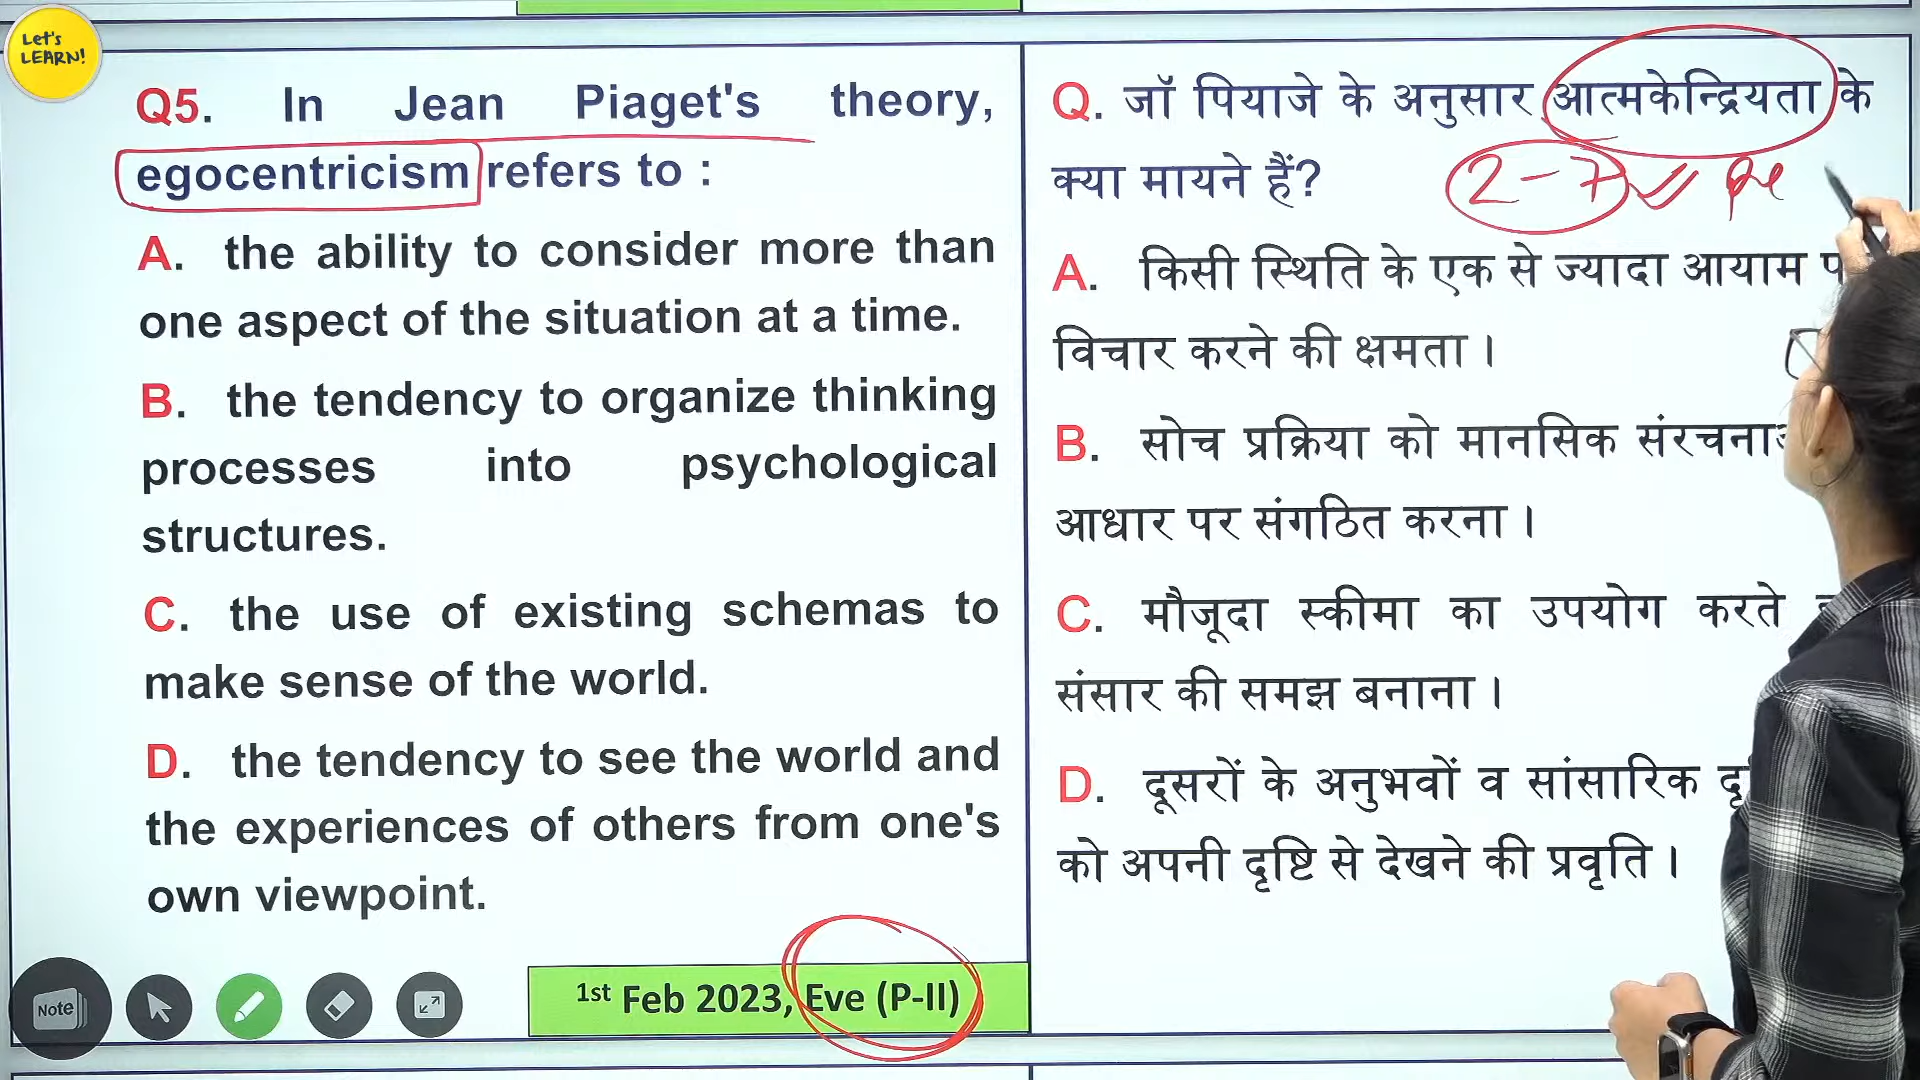 Let's
LEARN!
Q5. In Jean Piaget's theory,
egocentricism refers to :
A. the ability to consider more than
one aspect of the situation at a time.
B. the tendency to organize thinking
processes into psychological
structures.
C. the use of existing schemas to
make sense of the world.
D. the tendency to see the world and
the experiences of others from one's
own viewpoint.
1st Feb 2023, Eve (P-II)
Note
Q. जॉ पियाजे के अनुसार आत्मकेन्द्रियता के
क्या मायने हैं?
2-7
A. किसी स्थिति के एक से ज्यादा आयाम
विचार करने की क्षमता।
B. सोच प्रक्रिया को मानसिक
आधार पर संगठित करना।
C. मौजूदा स्कीमा का उपयोग करते
संसार की समझ बनाना।
D. दूसरों के अनुभवों व सांसारिक
को अपनी दृष्टि से देखने की प्रवृति।